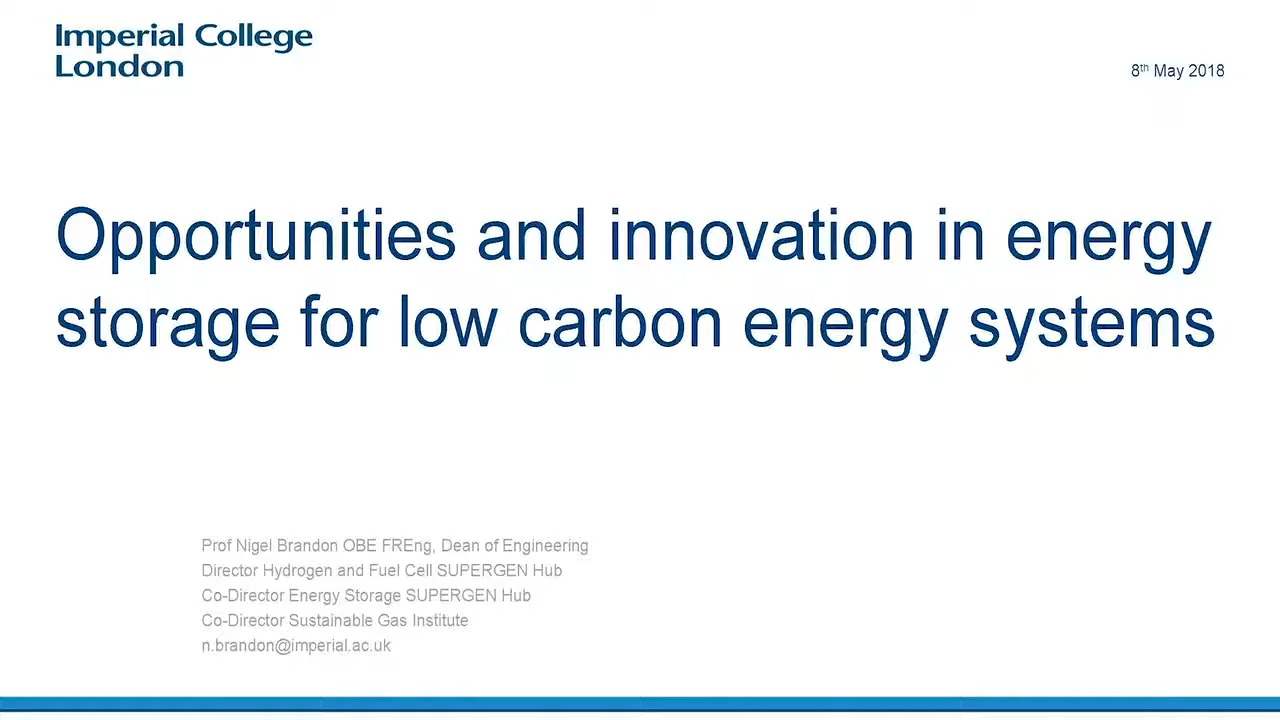 Imperial College
London
8th May 2018
Opportunities and innovation in energy
storage for low carbon energy systems
Prof Nigel Brandon OBE FREng, Dean of Engineering
Director Hydrogen and Fuel Cell SUPERGEN Hub
Co-Director Energy Storage SUPERGEN Hub
Co-Director Sustainable Gas Institute
n.brandon@imperial.ac.uk